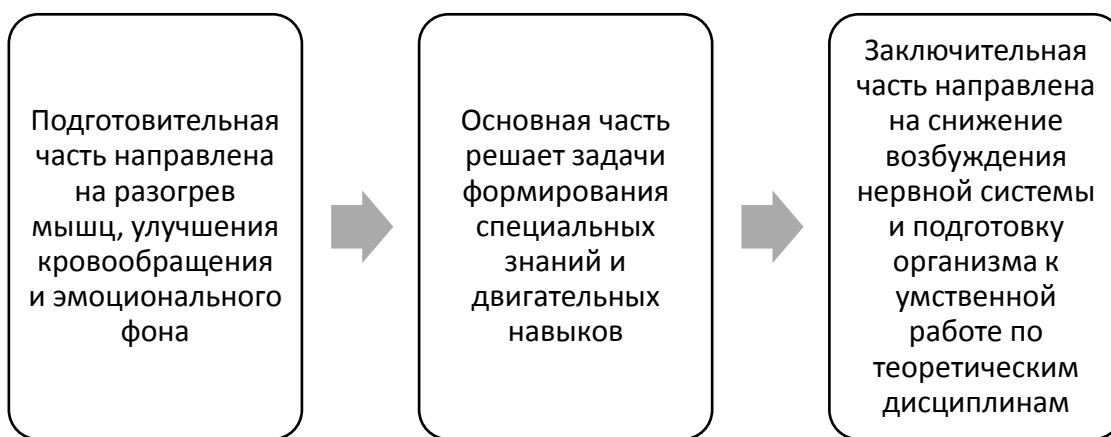 Подготовительная
часть направлена
на разогрев
мышц, улучшения
кровообращения
и эмоционального
фона
Основная часть
решает задачи
формирования
специальных
знаний и
двигательных
навыков
Заключительная
часть направлена
на снижение
возбуждения
нервной системы
и подготовку
организма к
умственной
работе по
теоретическим
дисциплинам